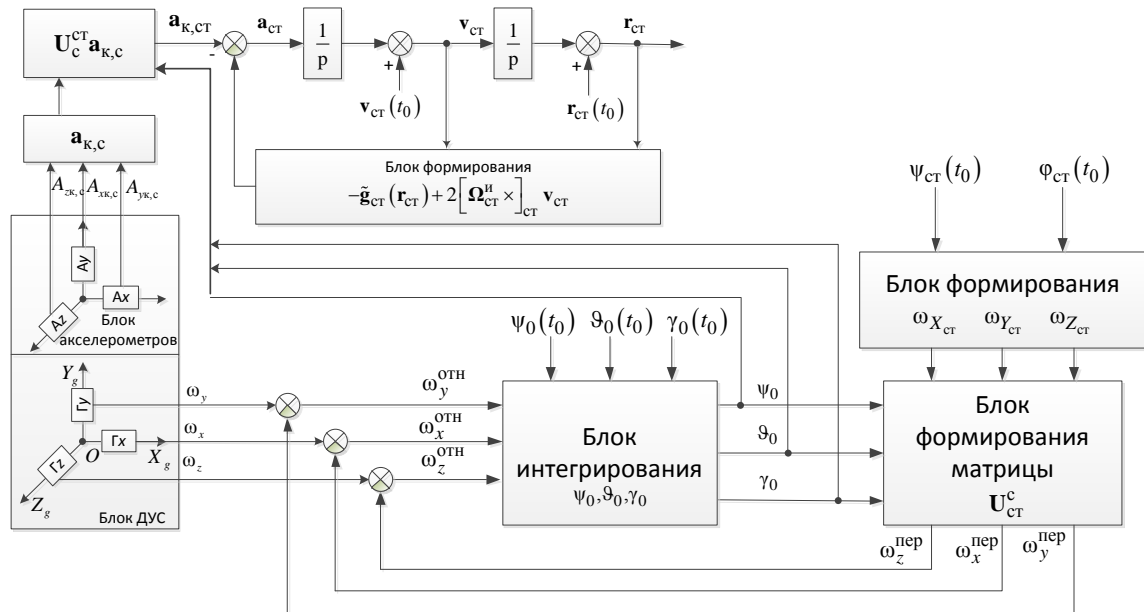 U_c^ст a_к,с
a_к,ст
a_ст
1/p
v_ст
1/p
r_ст
-
+
+
v_ст(t_0)
r_ст(t_0)
a_к,с
Блок формирования
−g̃_ст(r_ст) + 2[Ω_ст^и ×]_ст v_ст
A_zк,с A_xк,с A_yк,с
ψ_ст(t_0) φ_ст(t_0)
Ay
Ax
Az
Блок
акселерометров
Блок формирования
ω_X_ст ω_Y_ст ω_Z_ст
ψ_0(t_0) ϑ_0(t_0) γ_0(t_0)
Y_g
Гy
Гx
Гz
O
X_g
Z_g
Блок ДУС
ω_y
ω_x
ω_z
ω_y^отн
ω_x^отн
ω_z^отн
Блок
интегрирования
ψ_0,ϑ_0,γ_0
ψ_0
ϑ_0
γ_0
Блок
формирования
матрицы
U_ст^с
ω_z^пер ω_x^пер ω_y^пер